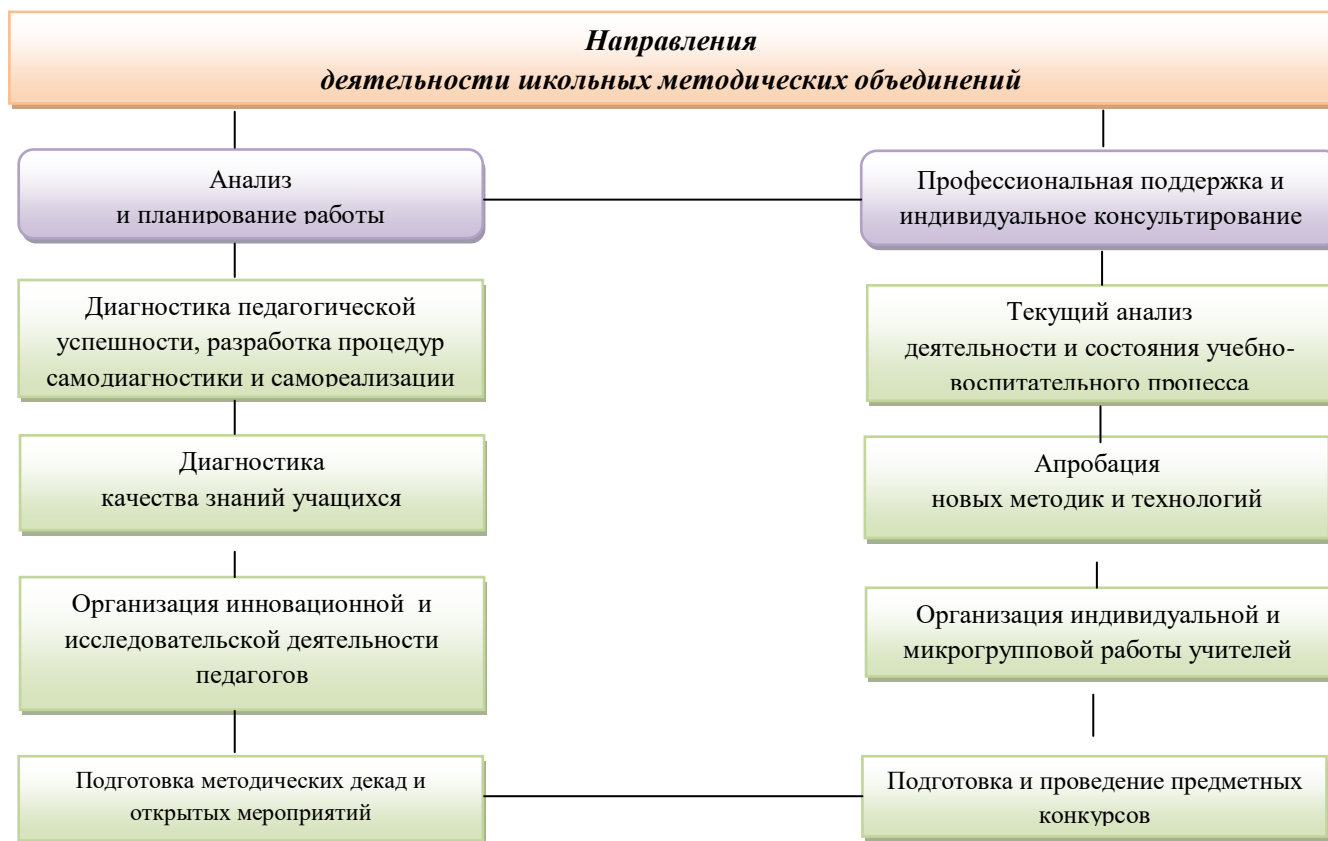 Направления
деятельности школьных методических объединений
Анализ
и планирование работы
Профессиональная поддержка и
индивидуальное консультирование
Диагностика педагогической
успешности, разработка процедур
самодиагностики и самореализации
Текущий анализ
деятельности и состояния учебно-
воспитательного процесса
Диагностика
качества знаний учащихся
Апробация
новых методик и технологий
Организация инновационной  и
исследовательской деятельности
педагогов
Организация индивидуальной и
микрогрупповой работы учителей
Подготовка методических декад и
открытых мероприятий
Подготовка и проведение предметных
конкурсов